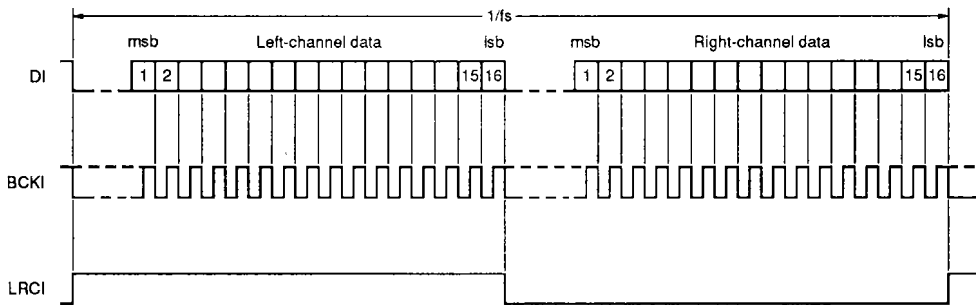 1/fs
msb Left-channel data lsb msb Right-channel data lsb
DI 1 2 15 16 1 2 15 16
BCKI
LRCI